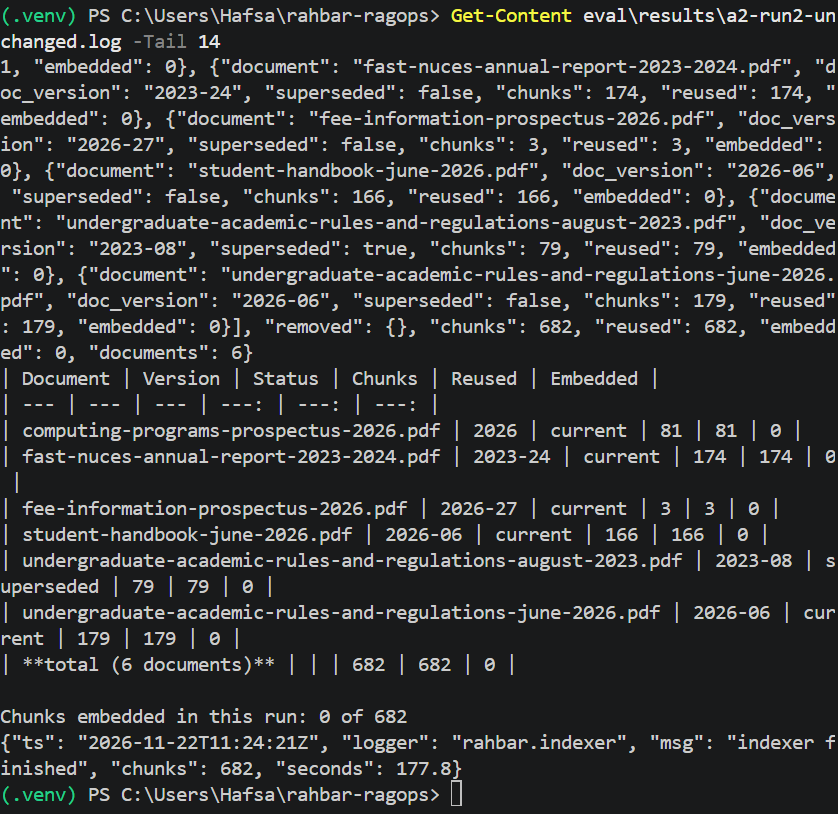 (.venv) PS C:\Users\Hafsa\rahbar-ragops> Get-Content eval\results\a2-run2-un
changed.log -Tail 14
1, "embedded": 0}, {"document": "fast-nuces-annual-report-2023-2024.pdf", "d
oc_version": "2023-24", "superseded": false, "chunks": 174, "reused": 174, "
embedded": 0}, {"document": "fee-information-prospectus-2026.pdf", "doc_vers
ion": "2026-27", "superseded": false, "chunks": 3, "reused": 3, "embedded":
0}, {"document": "student-handbook-june-2026.pdf", "doc_version": "2026-06",
 "superseded": false, "chunks": 166, "reused": 166, "embedded": 0}, {"docume
nt": "undergraduate-academic-rules-and-regulations-august-2023.pdf", "doc_ve
rsion": "2023-08", "superseded": true, "chunks": 79, "reused": 79, "embedded
": 0}, {"document": "undergraduate-academic-rules-and-regulations-june-2026.
pdf", "doc_version": "2026-06", "superseded": false, "chunks": 179, "reused"
: 179, "embedded": 0}], "removed": {}, "chunks": 682, "reused": 682, "embedd
ed": 0, "documents": 6}
| Document | Version | Status | Chunks | Reused | Embedded |
| --- | --- | --- | ---: | ---: | ---: |
| computing-programs-prospectus-2026.pdf | 2026 | current | 81 | 81 | 0 |
| fast-nuces-annual-report-2023-2024.pdf | 2023-24 | current | 174 | 174 | 0
 |
| fee-information-prospectus-2026.pdf | 2026-27 | current | 3 | 3 | 0 |
| student-handbook-june-2026.pdf | 2026-06 | current | 166 | 166 | 0 |
| undergraduate-academic-rules-and-regulations-august-2023.pdf | 2023-08 | s
uperseded | 79 | 79 | 0 |
| undergraduate-academic-rules-and-regulations-june-2026.pdf | 2026-06 | cur
rent | 179 | 179 | 0 |
| **total (6 documents)** | | | 682 | 682 | 0 |

Chunks embedded in this run: 0 of 682
{"ts": "2026-11-22T11:24:21Z", "logger": "rahbar.indexer", "msg": "indexer f
inished", "chunks": 682, "seconds": 177.8}
(.venv) PS C:\Users\Hafsa\rahbar-ragops>